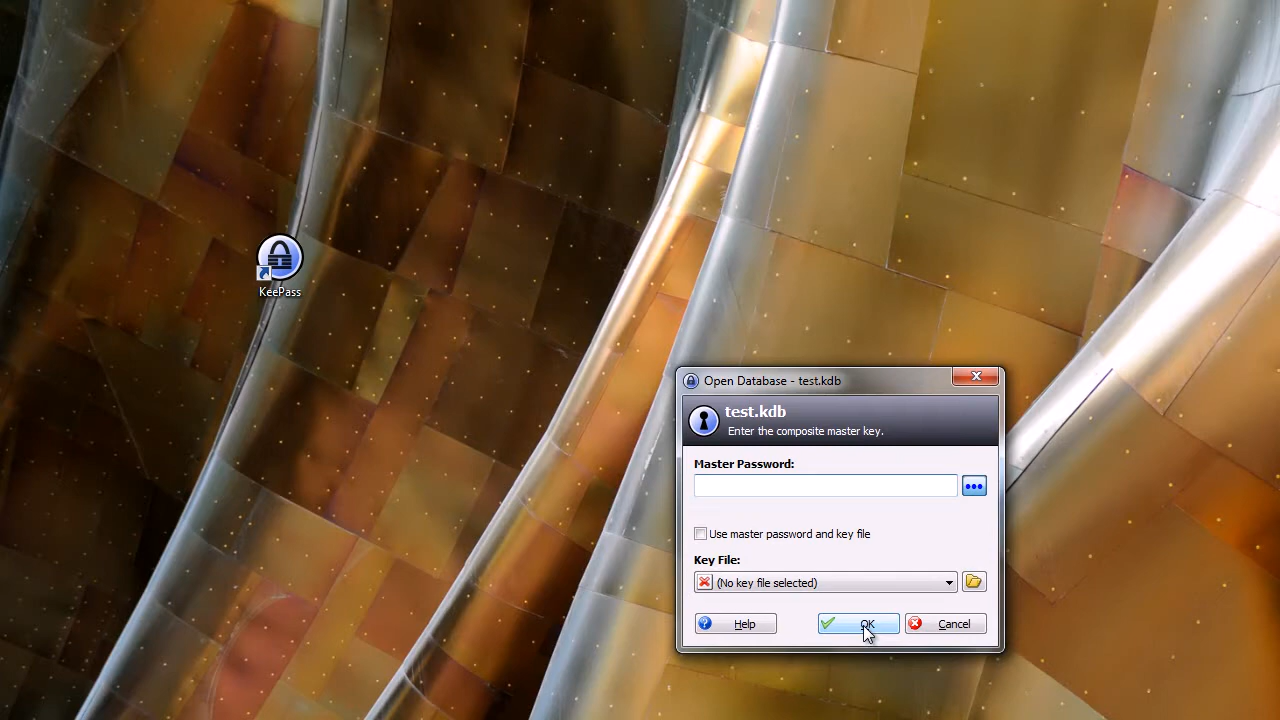 KeePass
Open Database - test.kdb
test.kdb
Enter the composite master key.
Master Password:
Use master password and key file
Key File:
(No key file selected)
Help
OK
Cancel